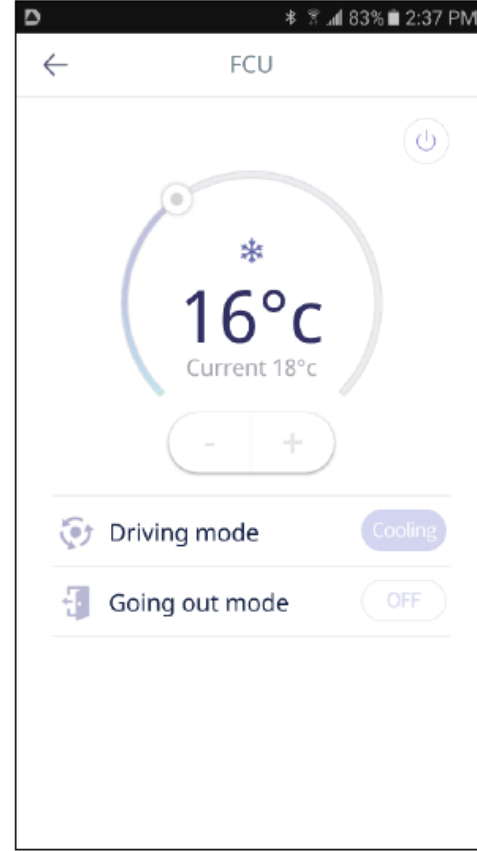 83% 2:37 PM
FCU
16°c
Current 18°c
- +
Driving mode Cooling
Going out mode OFF